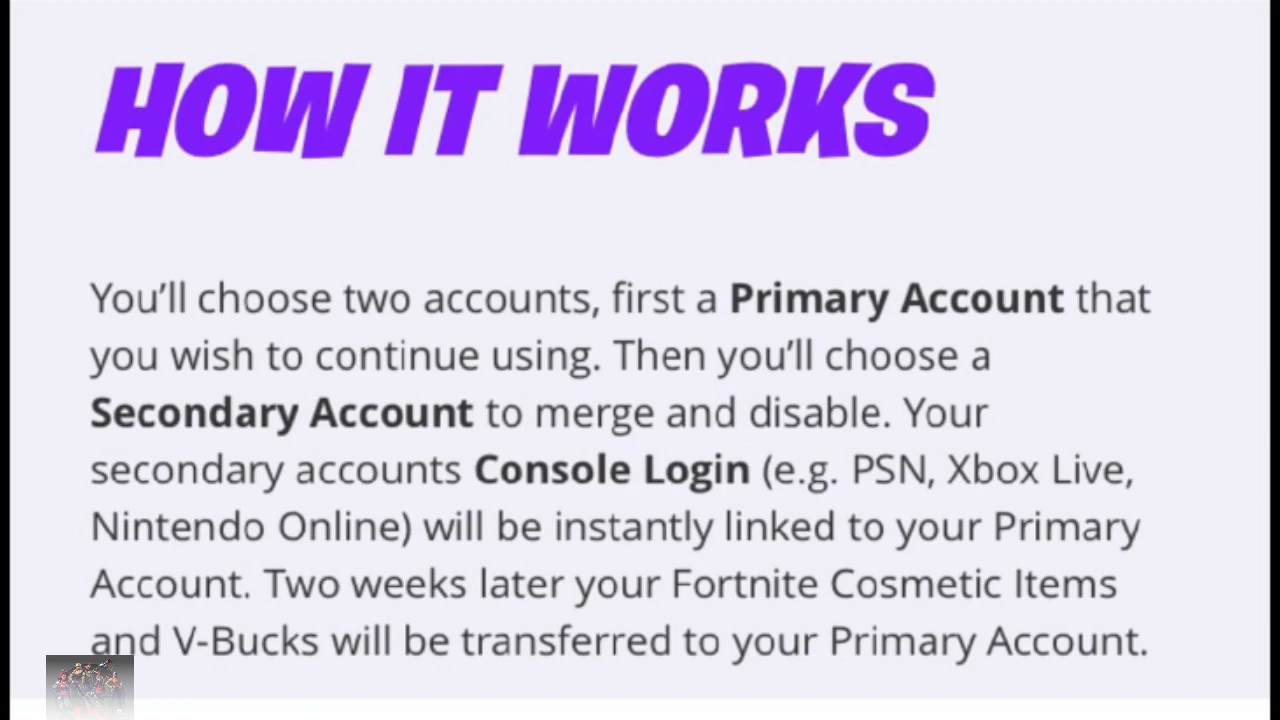 HOW IT WORKS
You'll choose two accounts, first a Primary Account that
you wish to continue using. Then you'll choose a
Secondary Account to merge and disable. Your
secondary accounts Console Login (e.g. PSN, Xbox Live,
Nintendo Online) will be instantly linked to your Primary
Account. Two weeks later your Fortnite Cosmetic Items
and V-Bucks will be transferred to your Primary Account.